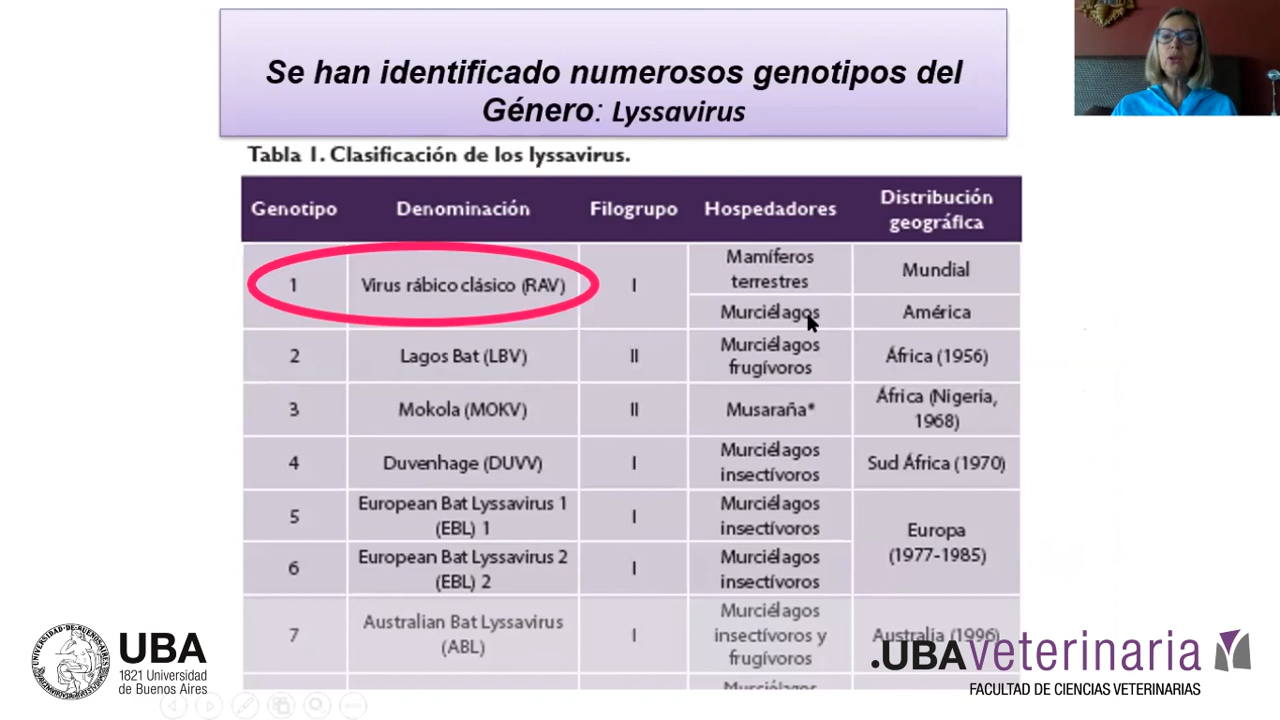 Se han identificado numerosos genotipos del
Género: Lyssavirus
Tabla 1. Clasificación de los lyssavirus.
Genotipo Denominación Filogrupo Hospedadores Distribución geográfica
1 Virus rábico clásico (RAV) I Mamíferos terrestres Mundial
Murciélagos América
2 Lagos Bat (LBV) II Murciélagos frugívoros África (1956)
3 Mokola (MOKV) II Musaraña* África (Nigeria, 1968)
4 Duvenhage (DUVV) I Murciélagos insectívoros Sud África (1970)
5 European Bat Lyssavirus 1 (EBL) 1 I Murciélagos insectívoros Europa (1977-1985)
6 European Bat Lyssavirus 2 (EBL) 2 I Murciélagos insectívoros
7 Australian Bat Lyssavirus (ABL) I Murciélagos insectívoros y frugívoros Australia (1996)
Murciélagos
UBA
1821 Universidad
de Buenos Aires
.UBAveterinaria
FACULTAD DE CIENCIAS VETERINARIAS